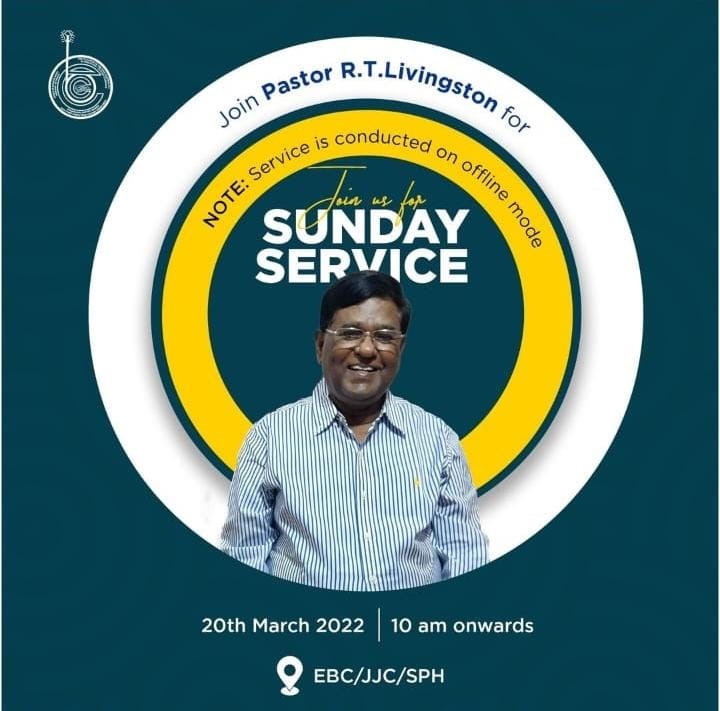 Join Pastor R.T.Livingston for
NOTE: Service is conducted on offline mode
Join us for
SUNDAY
SERVICE
20th March 2022 | 10 am onwards
EBC/JJC/SPH